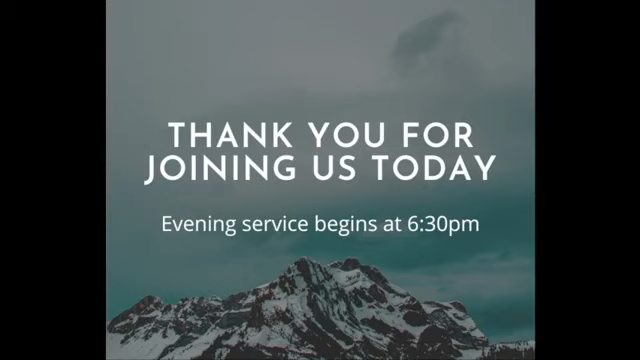 THANK YOU FOR
JOINING US TODAY
Evening service begins at 6:30pm